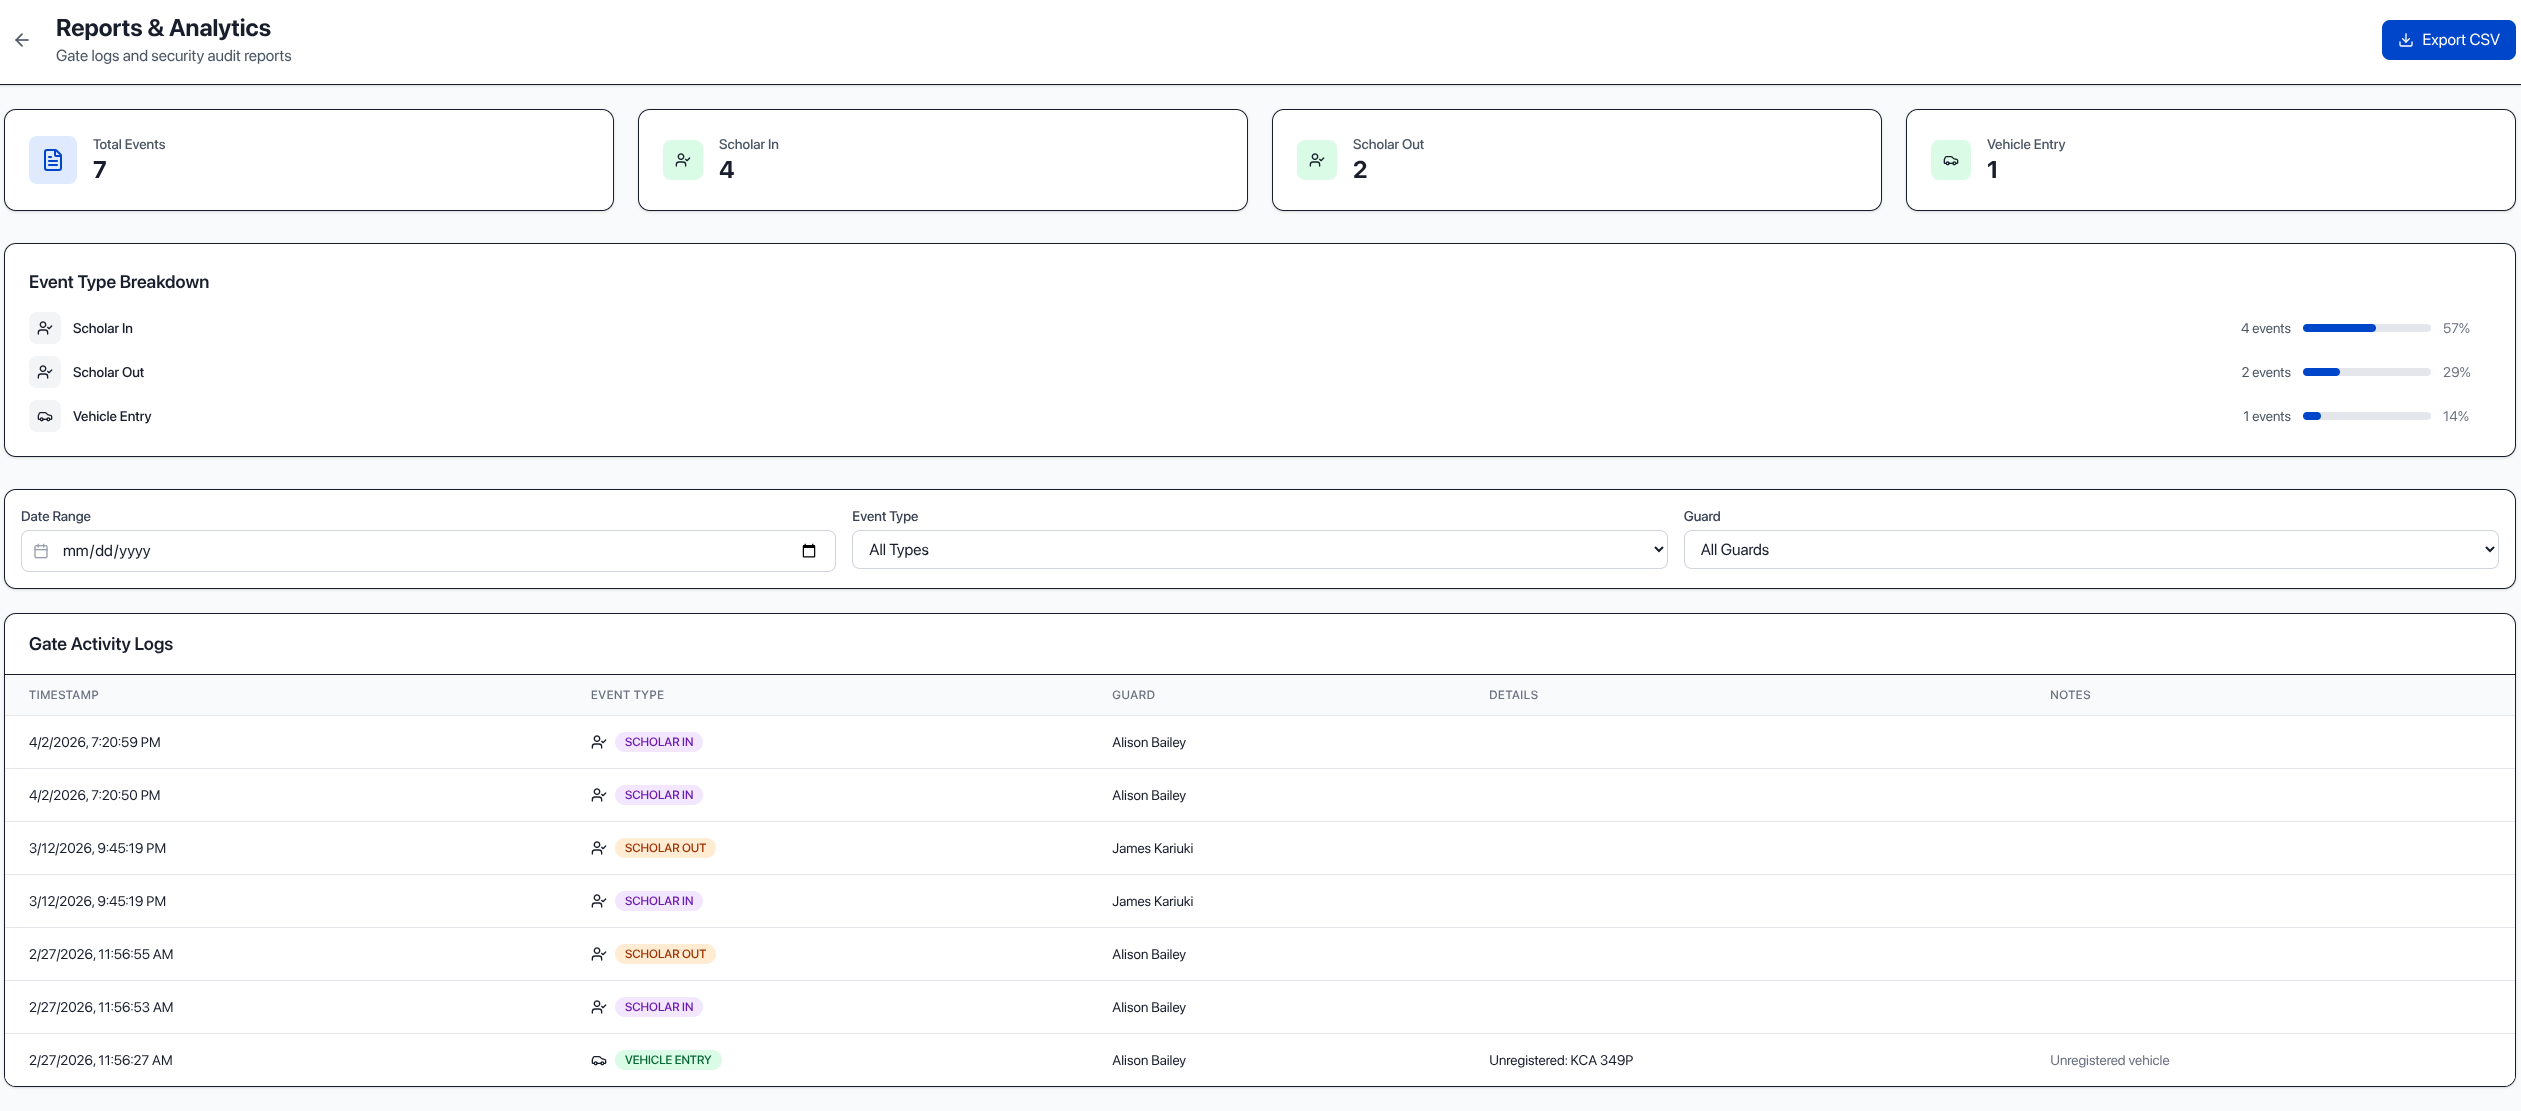 Reports & Analytics
Gate logs and security audit reports
Export CSV
Total Events
7
Scholar In
4
Scholar Out
2
Vehicle Entry
1
Event Type Breakdown
Scholar In 4 events 57%
Scholar Out 2 events 29%
Vehicle Entry 1 events 14%
Date Range Event Type Guard
mm/dd/yyyy All Types All Guards
Gate Activity Logs
TIMESTAMP EVENT TYPE GUARD DETAILS NOTES
4/2/2026, 7:20:59 PM SCHOLAR IN Alison Bailey
4/2/2026, 7:20:50 PM SCHOLAR IN Alison Bailey
3/12/2026, 9:45:19 PM SCHOLAR OUT James Kariuki
3/12/2026, 9:45:19 PM SCHOLAR IN James Kariuki
2/27/2026, 11:56:55 AM SCHOLAR OUT Alison Bailey
2/27/2026, 11:56:53 AM SCHOLAR IN Alison Bailey
2/27/2026, 11:56:27 AM VEHICLE ENTRY Alison Bailey Unregistered: KCA 349P Unregistered vehicle